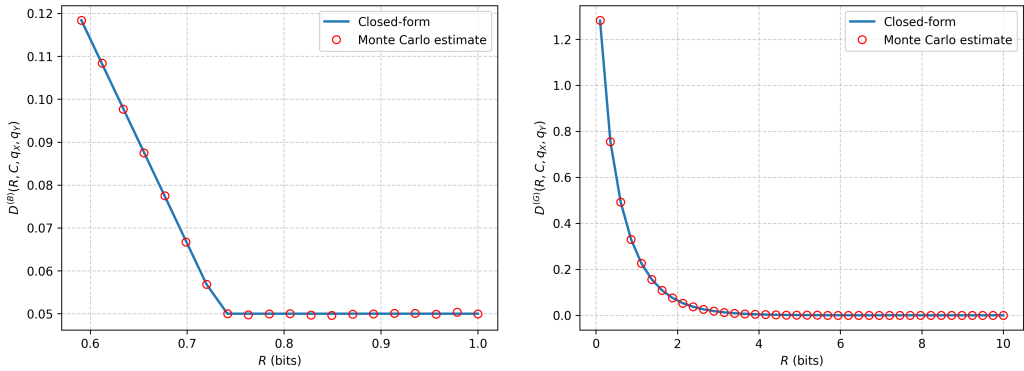 0.12
0.11
0.10
0.09
0.08
0.07
0.06
0.05
D^{(B)}(R, C, q_X, q_Y)
Closed-form
Monte Carlo estimate
0.6 0.7 0.8 0.9 1.0
R (bits)
1.2
1.0
0.8
0.6
0.4
0.2
0.0
D^{(G)}(R, C, q_X, q_Y)
Closed-form
Monte Carlo estimate
0 2 4 6 8 10
R (bits)